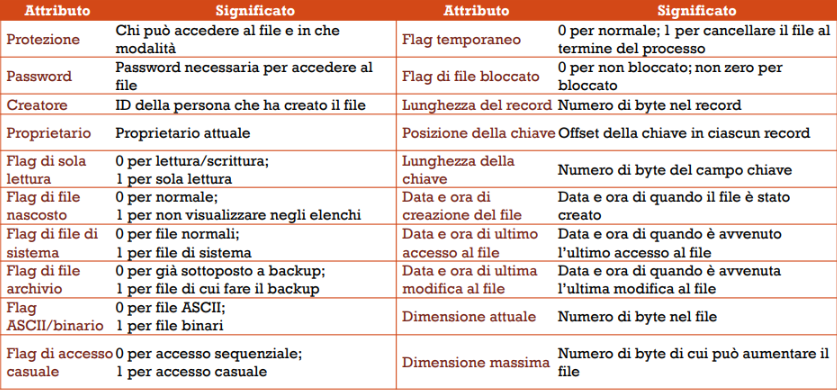 Attributo Significato Attributo Significato
Protezione
Chi può accedere al file e in che
modalità
Flag temporaneo
0 per normale; 1 per cancellare il file al
termine del processo
Password
Password necessaria per accedere al
file
Flag di file bloccato
0 per non bloccato; non zero per
bloccato
Creatore
ID della persona che ha creato il file
Lunghezza del record
Numero di byte nel record
Proprietario
Proprietario attuale
Posizione della chiave
Offset della chiave in ciascun record
Flag di sola
lettura
0 per lettura/scrittura;
1 per sola lettura
Lunghezza della
chiave
Numero di byte del campo chiave
Flag di file
nascosto
0 per normale;
1 per non visualizzare negli elenchi
Data e ora di
creazione del file
Data e ora di quando il file è stato
creato
Flag di file di
sistema
0 per file normali;
1 per file di sistema
Data e ora di ultimo
accesso al file
Data e ora di quando è avvenuto
l'ultimo accesso al file
Flag di file
archivio
0 per già sottoposto a backup;
1 per file di cui fare il backup
Data e ora di ultima
modifica al file
Data e ora di quando è avvenuta
l'ultima modifica al file
Flag
ASCII/binario
0 per file ASCII;
1 per file binari
Dimensione attuale
Numero di byte nel file
Flag di accesso
casuale
0 per accesso sequenziale;
1 per accesso casuale
Dimensione massima
Numero di byte di cui può aumentare il
file